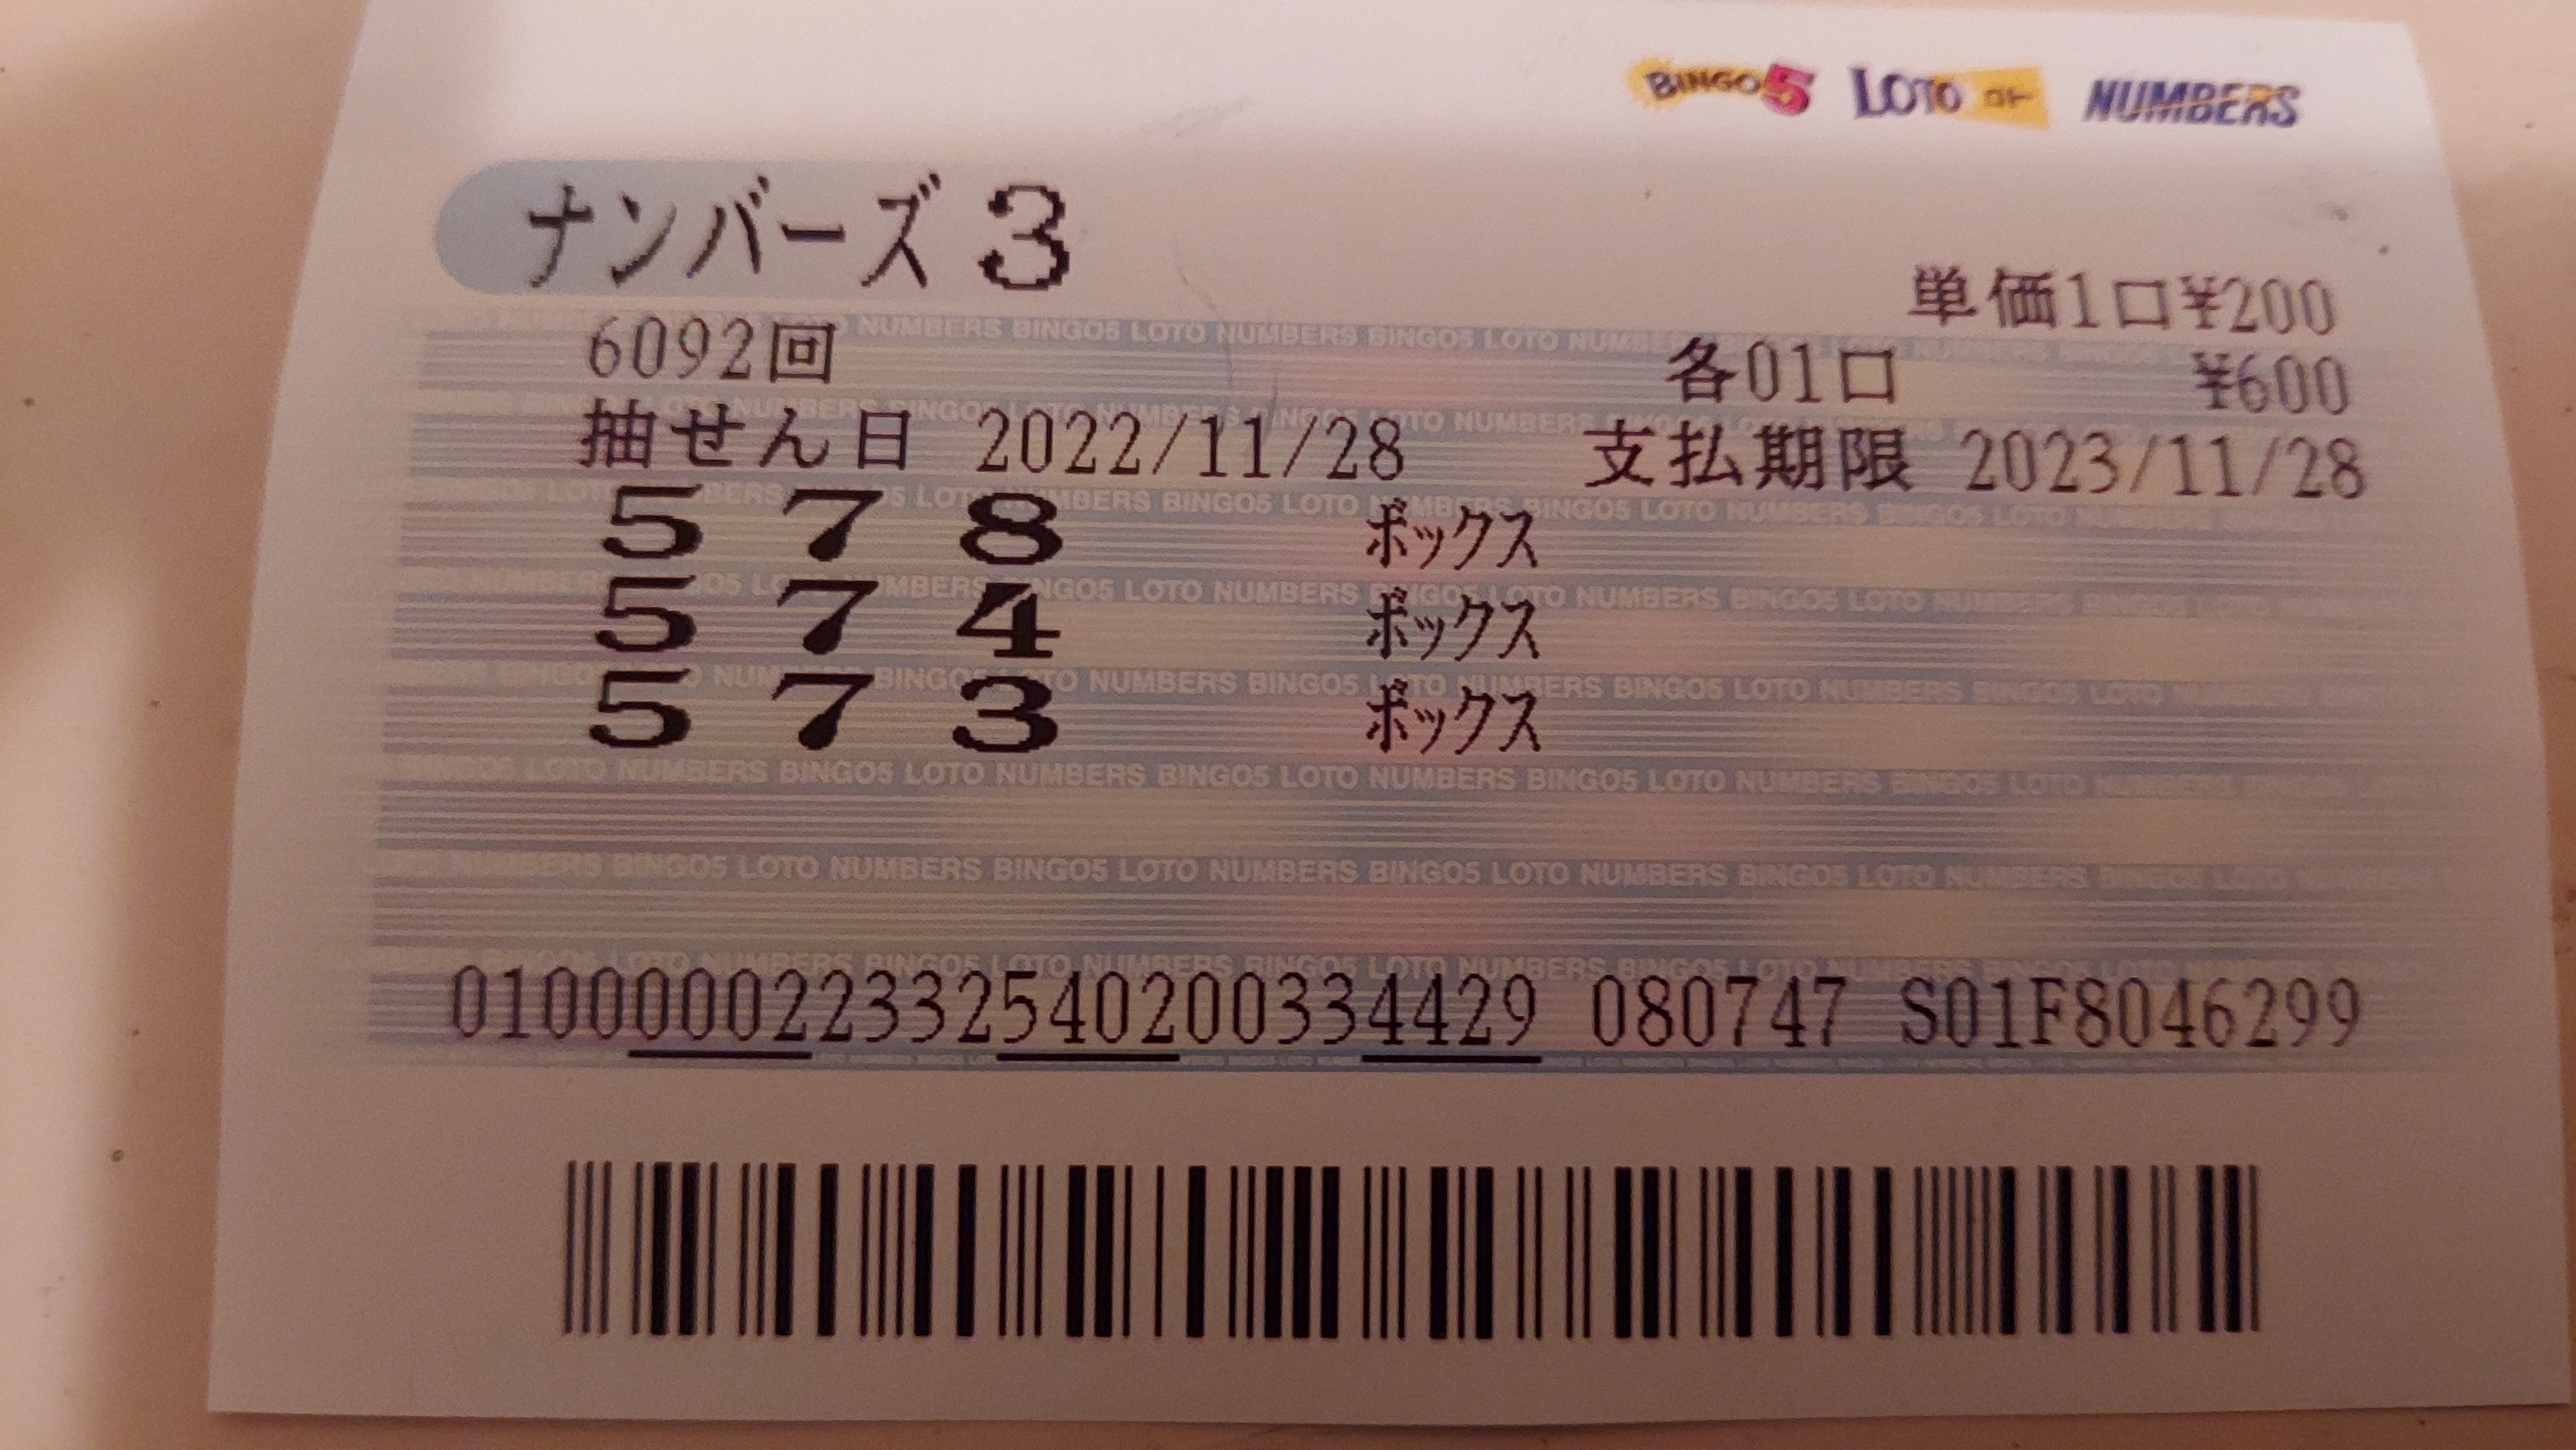 BINGO5 LOTO ロト NUMBERS
ナンバーズ3
単価1口¥200
6092回 各01口 ¥600
抽せん日 2022/11/28 支払期限 2023/11/28
5 7 8 ボックス
5 7 4 ボックス
5 7 3 ボックス
010000022332540200334429 080747 S01F8046299